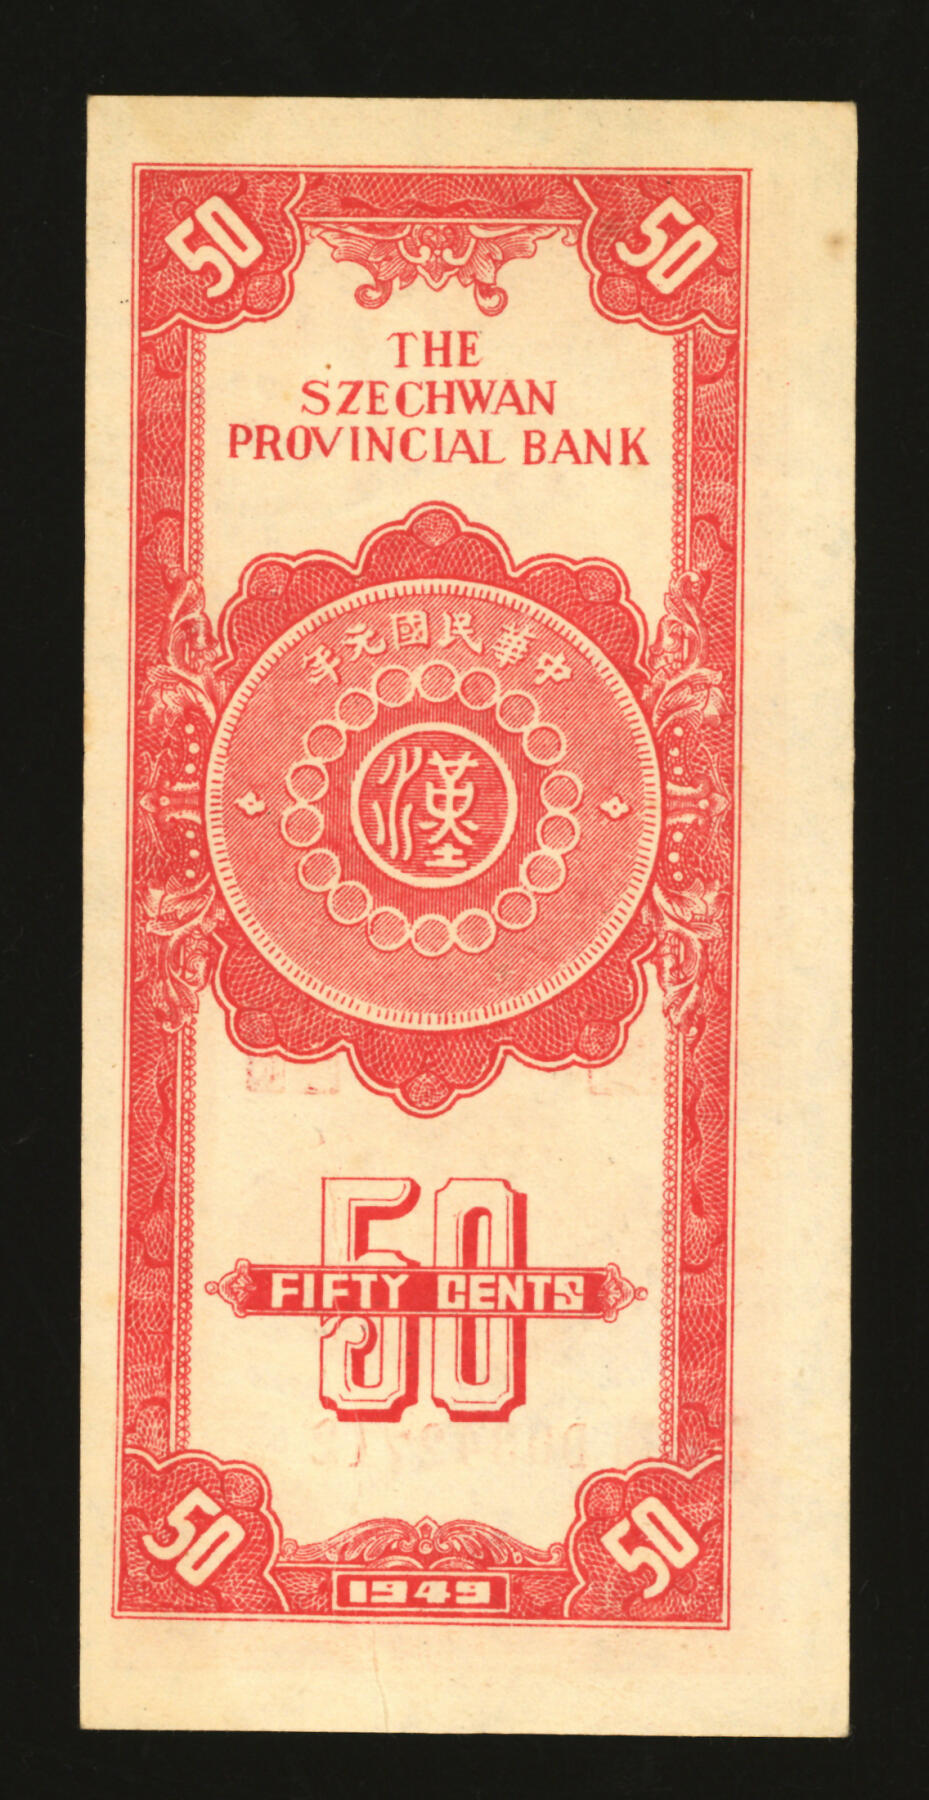 50 50
THE
SZECHWAN
PROVINCIAL BANK
中華民國元年
漢
50
FIFTY CENTS
50 50
1949